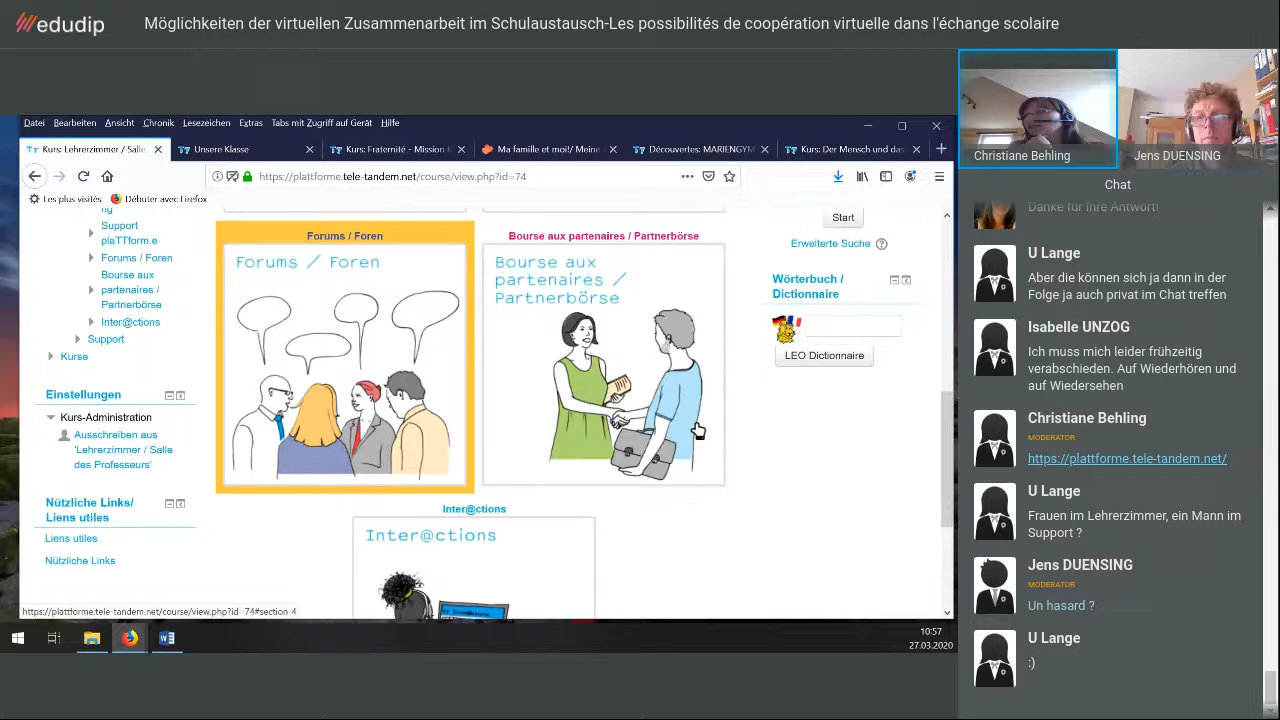 edudip
Möglichkeiten der virtuellen Zusammenarbeit im Schulaustausch-Les possibilités de coopération virtuelle dans l'échange scolaire
Datei Bearbeiten Ansicht Chronik Lesezeichen Extras Tabs mit Zugriff auf Gerät Hilfe
Kurs: Lehrerzimmer / Salle
Unsere Klasse
Kurs: Fraternité - Mission K
Ma famille et moi!/ Meine
Découvertes: MARIENGYM
Kurs: Der Mensch und das
https://plattforme.tele-tandem.net/course/view.php?id=74
Les plus visités
Débuter avec Firefox
ng
Support
plaTTform.e
Forums / Foren
Bourse aux
partenaires /
Partnerbörse
Inter@ctions
Support
Kurse
Einstellungen
Kurs-Administration
Ausschreiben aus
'Lehrerzimmer / Salle
des Professeurs'
Nützliche Links/
Liens utiles
Liens utiles
Nützliche Links
Forums / Foren
Forums / Foren
Bourse aux partenaires / Partnerbörse
Bourse aux
partenaires /
Partnerbörse
Inter@ctions
Inter@ctions
Start
Erweiterte Suche
Wörterbuch /
Dictionnaire
LEO Dictionnaire
https://plattforme.tele-tandem.net/course/view.php?id=74#section-4
10:57
27.03.2020
Christiane Behling
Jens DUENSING
Chat
Danke für Ihre Antwort!
U Lange
Aber die können sich ja dann in der
Folge ja auch privat im Chat treffen
Isabelle UNZOG
Ich muss mich leider frühzeitig
verabschieden. Auf Wiederhören und
auf Wiedersehen
Christiane Behling
MODERATOR
https://plattforme.tele-tandem.net/
U Lange
Frauen im Lehrerzimmer, ein Mann im
Support ?
Jens DUENSING
MODERATOR
Un hasard ?
U Lange
:)